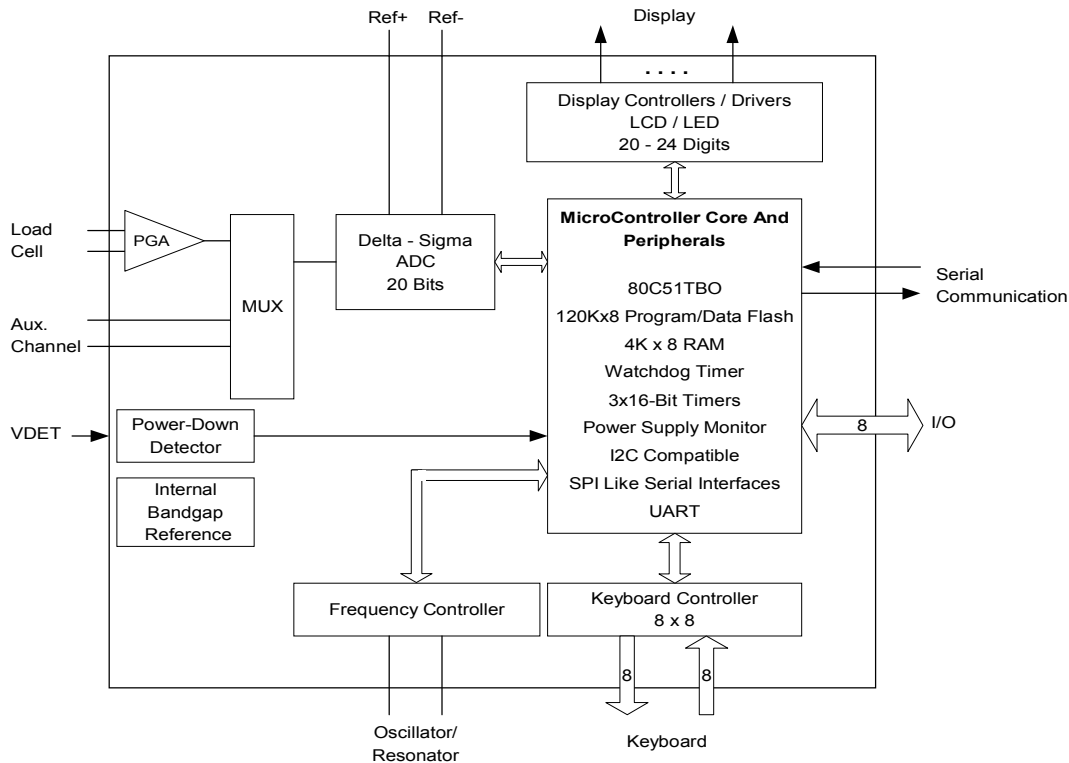 Ref+ Ref-
Display
. . . .
Display Controllers / Drivers
LCD / LED
20 - 24 Digits
Load
Cell
PGA
MUX
Delta - Sigma
ADC
20 Bits
Aux.
Channel
MicroController Core And
Peripherals
80C51TBO
120Kx8 Program/Data Flash
4K x 8 RAM
Watchdog Timer
3x16-Bit Timers
Power Supply Monitor
I2C Compatible
SPI Like Serial Interfaces
UART
Serial
Communication
8
I/O
VDET
Power-Down
Detector
Internal
Bandgap
Reference
Frequency Controller
Keyboard Controller
8 x 8
8
8
Oscillator/
Resonator
Keyboard